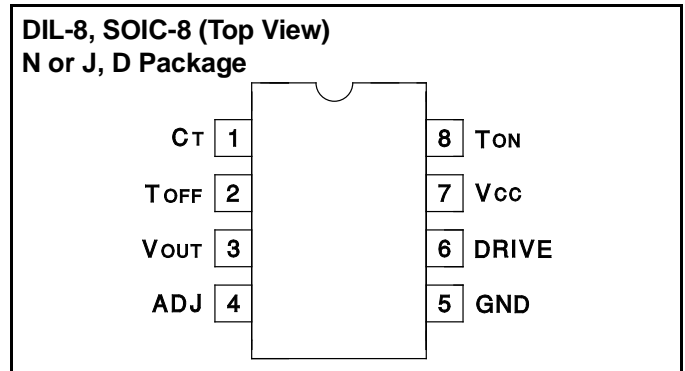 DIL-8, SOIC-8 (Top View)
N or J, D Package
CT 1 8 TON
TOFF 2 7 VCC
VOUT 3 6 DRIVE
ADJ 4 5 GND